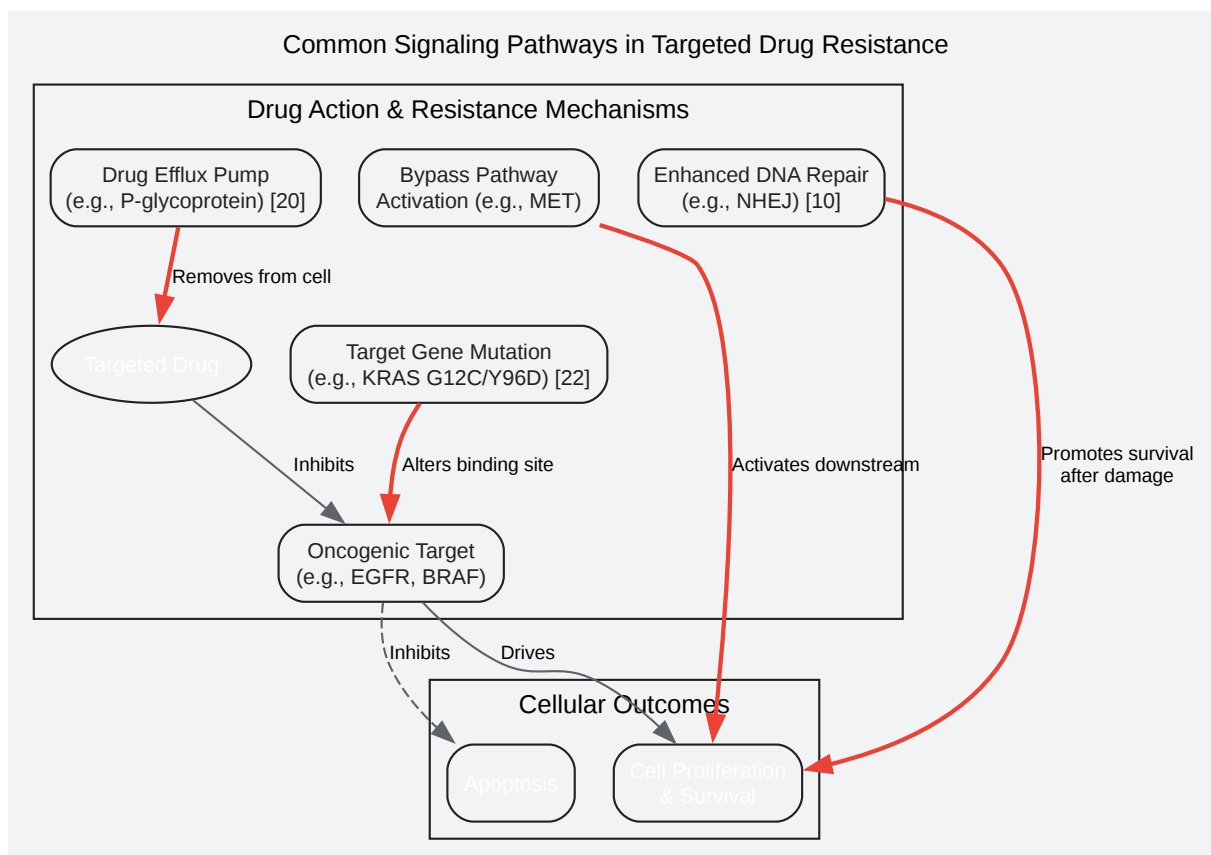 Common Signaling Pathways in Targeted Drug Resistance
Drug Action & Resistance Mechanisms
Drug Efflux Pump
(e.g., P-glycoprotein) [20]
Bypass Pathway
Activation (e.g., MET)
Enhanced DNA Repair
(e.g., NHEJ) [10]
Removes from cell
Targeted Drug
Target Gene Mutation
(e.g., KRAS G12C/Y96D) [22]
Inhibits
Alters binding site
Activates downstream
Promotes survival
after damage
Oncogenic Target
(e.g., EGFR, BRAF)
Inhibits
Drives
Cellular Outcomes
Apoptosis
Cell Proliferation
& Survival